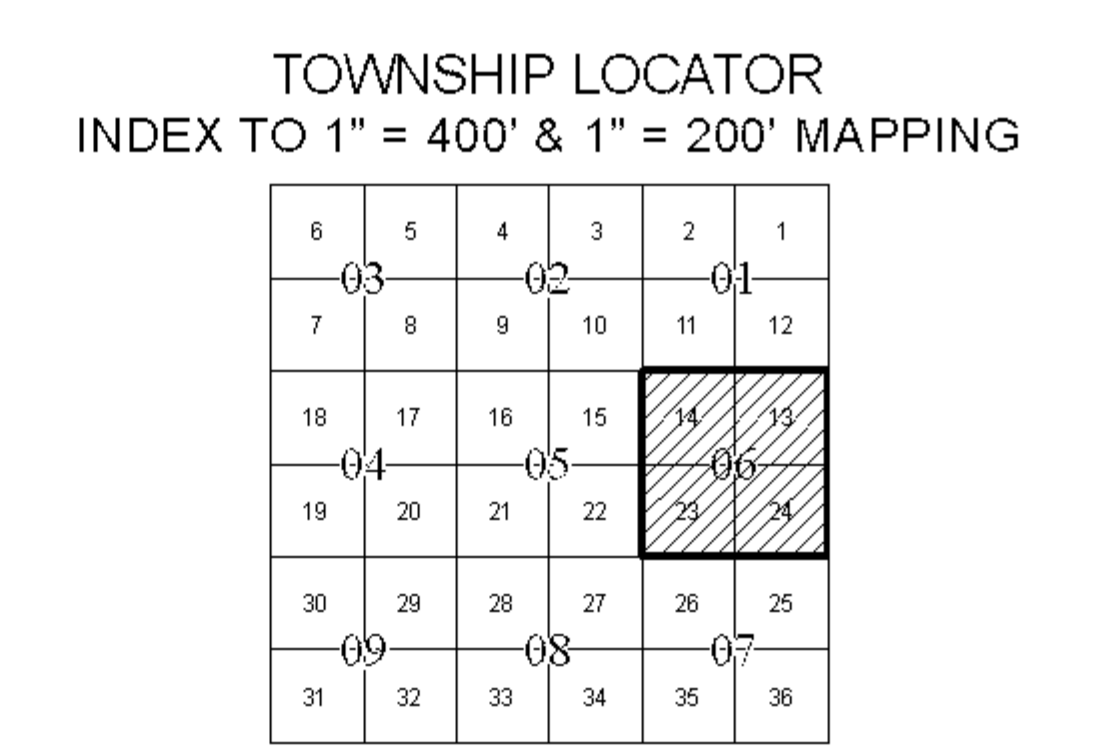 TOWNSHIP LOCATOR
INDEX TO 1” = 400’ & 1” = 200’ MAPPING
6 5 4 3 2 1
03 02 01
7 8 9 10 11 12
18 17 16 15 14 13
04 05 06
19 20 21 22 23 24
30 29 28 27 26 25
09 08 07
31 32 33 34 35 36